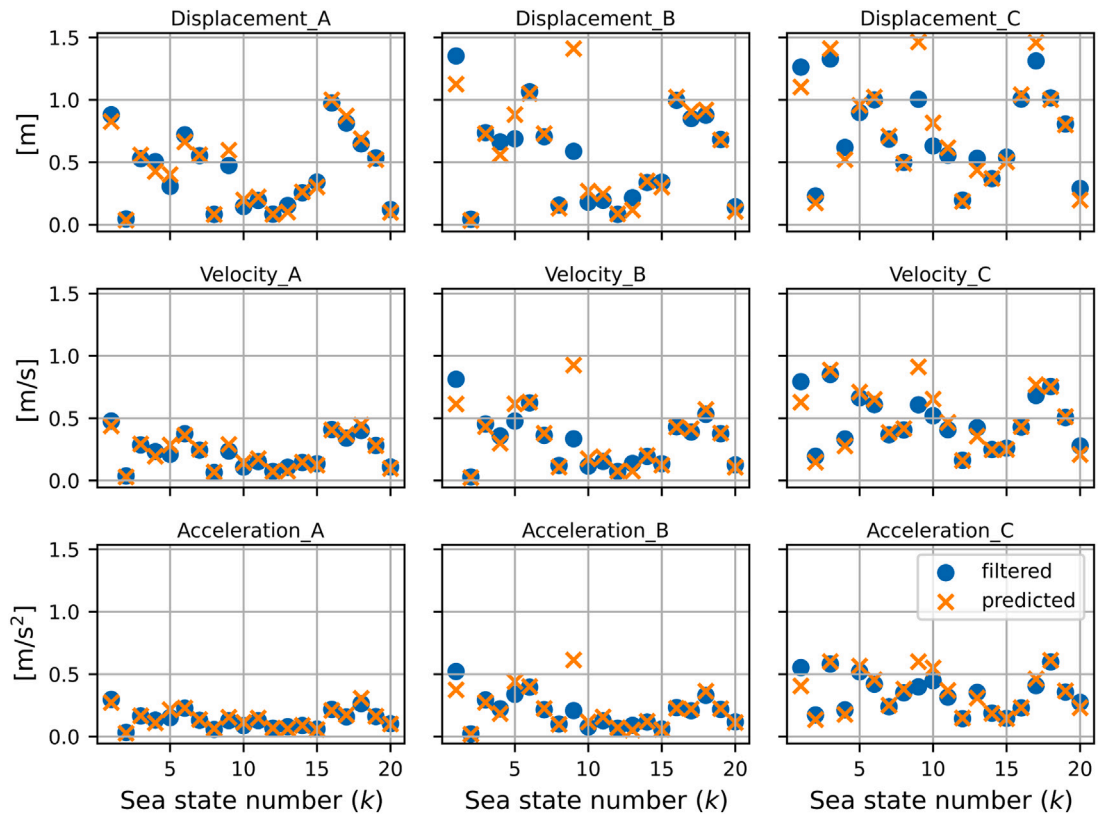 Displacement_A Displacement_B Displacement_C
1.5
1.0
0.5
0.0
[m]
Velocity_A Velocity_B Velocity_C
1.5
1.0
0.5
0.0
[m/s]
Acceleration_A Acceleration_B Acceleration_C
1.5
1.0
0.5
0.0
[m/s²]
filtered
predicted
5 10 15 20 5 10 15 20 5 10 15 20
Sea state number (k) Sea state number (k) Sea state number (k)